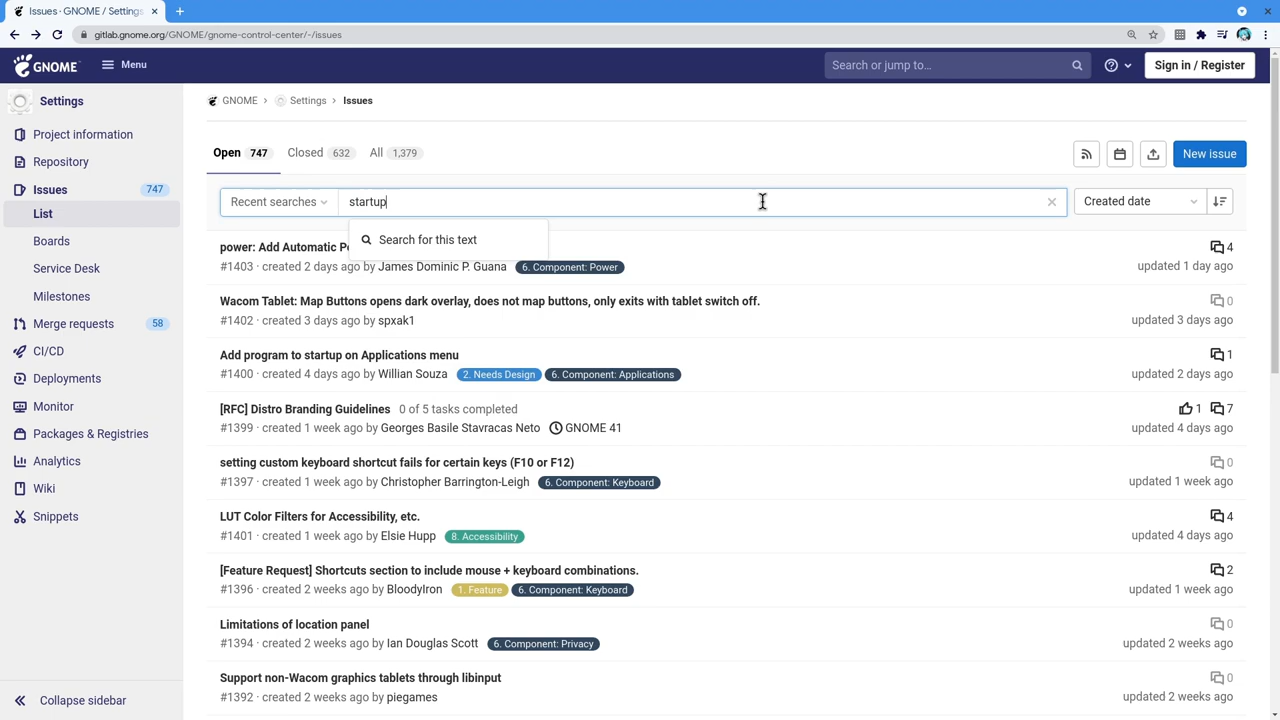 Issues · GNOME / Settings ·
gitlab.gnome.org/GNOME/gnome-control-center/-/issues
GNOME
Menu
Search or jump to...
Sign in / Register
Settings
Project information
Repository
Issues 747
List
Boards
Service Desk
Milestones
Merge requests 58
CI/CD
Deployments
Monitor
Packages & Registries
Analytics
Wiki
Snippets
Collapse sidebar
GNOME > Settings > Issues
Open 747 Closed 632 All 1,379
New issue
Recent searches startup Created date
Search for this text
power: Add Automatic 4
#1403 · created 2 days ago by James Dominic P. Guana 6. Component: Power updated 1 day ago
Wacom Tablet: Map Buttons opens dark overlay, does not map buttons, only exits with tablet switch off. 0
#1402 · created 3 days ago by spxak1 updated 3 days ago
Add program to startup on Applications menu 1
#1400 · created 4 days ago by Willian Souza 2. Needs Design 6. Component: Applications updated 2 days ago
[RFC] Distro Branding Guidelines 0 of 5 tasks completed 1 7
#1399 · created 1 week ago by Georges Basile Stavracas Neto GNOME 41 updated 4 days ago
setting custom keyboard shortcut fails for certain keys (F10 or F12) 0
#1397 · created 1 week ago by Christopher Barrington-Leigh 6. Component: Keyboard updated 1 week ago
LUT Color Filters for Accessibility, etc. 4
#1401 · created 1 week ago by Elsie Hupp 8. Accessibility updated 4 days ago
[Feature Request] Shortcuts section to include mouse + keyboard combinations. 2
#1396 · created 2 weeks ago by BloodyIron 1. Feature 6. Component: Keyboard updated 1 week ago
Limitations of location panel 0
#1394 · created 2 weeks ago by Ian Douglas Scott 6. Component: Privacy updated 2 weeks ago
Support non-Wacom graphics tablets through libinput 0
#1392 · created 2 weeks ago by piegames updated 2 weeks ago